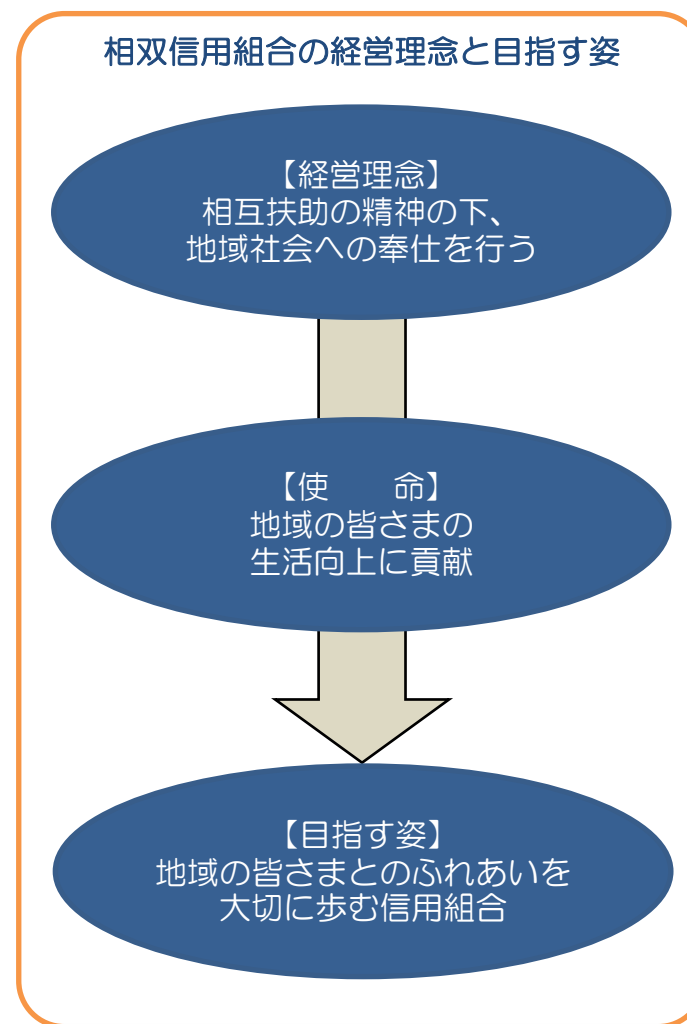 相双信用組合の経営理念と目指す姿
【経営理念】
相互扶助の精神の下、
地域社会への奉仕を行う
【使　　命】
地域の皆さまの
生活向上に貢献
【目指す姿】
地域の皆さまとのふれあいを
大切に歩む信用組合